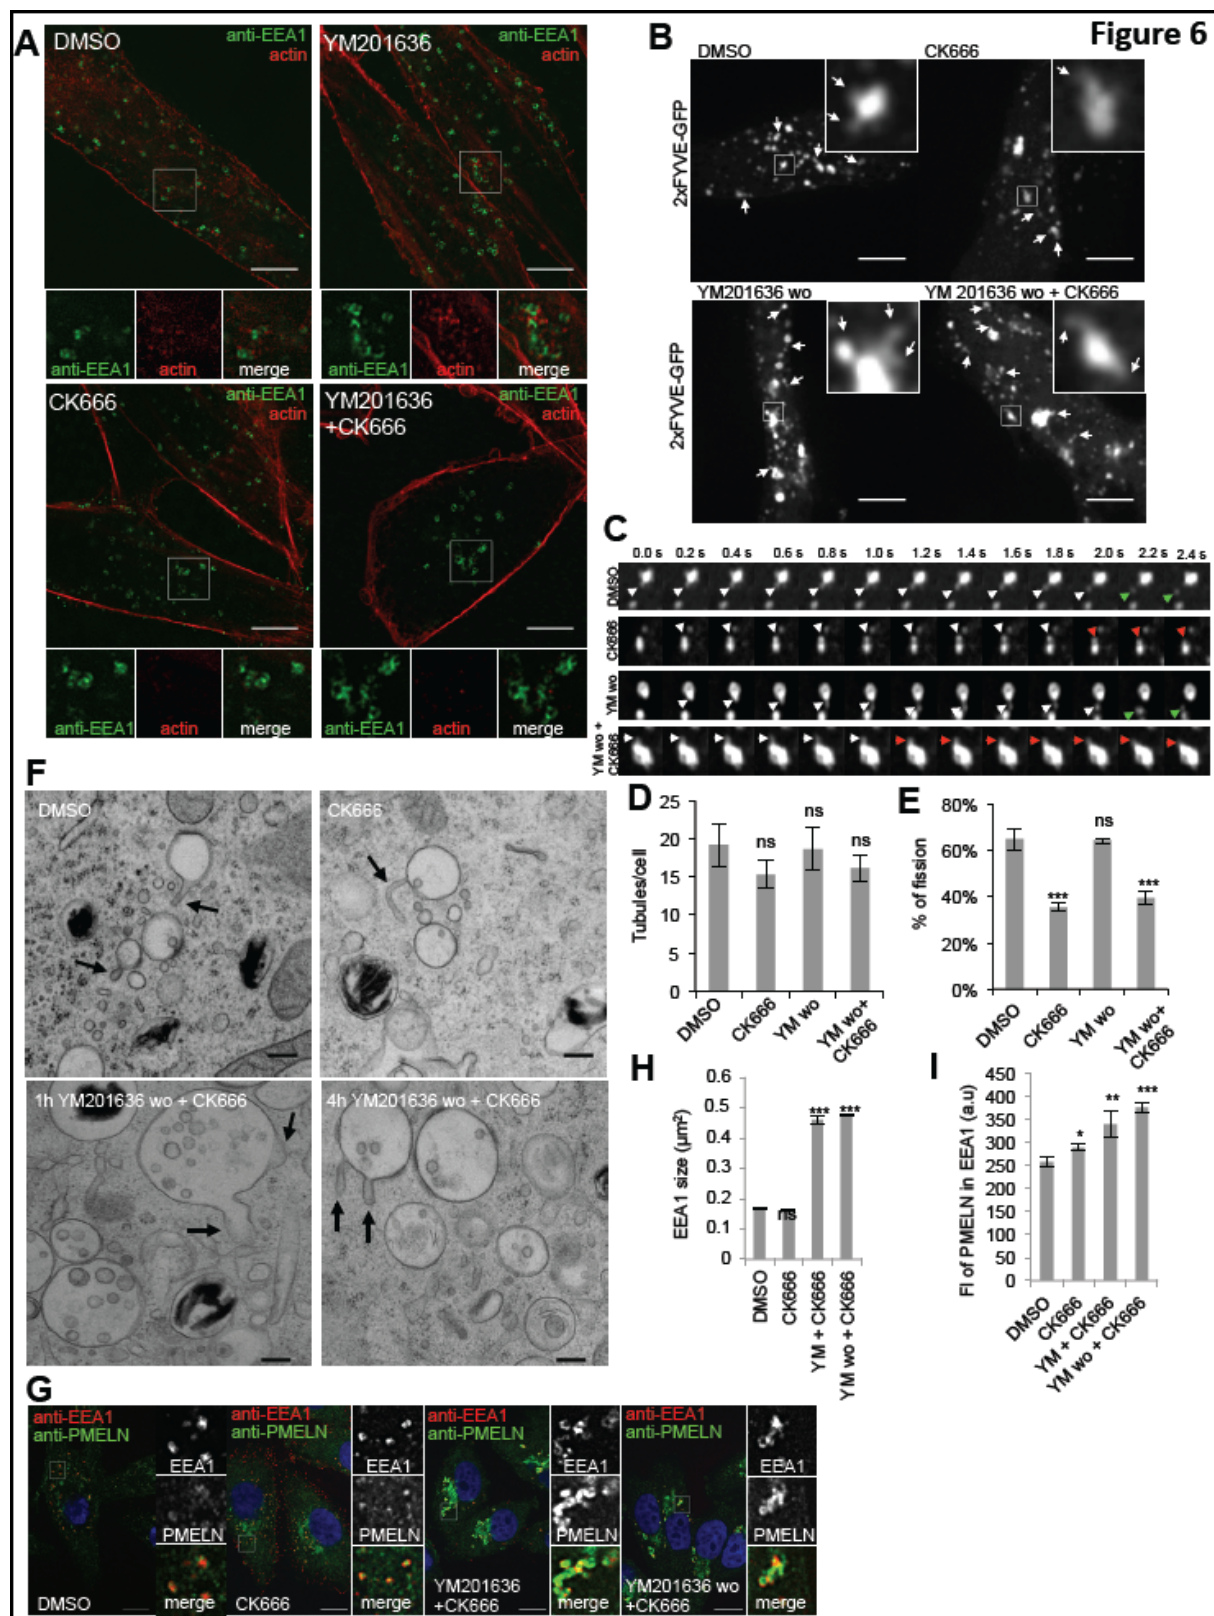 Figure 6
A
DMSO
anti-EEA1
actin
YM201636
anti-EEA1
actin
anti-EEA1
actin
merge
anti-EEA1
actin
merge
CK666
anti-EEA1
actin
YM201636
+CK666
anti-EEA1
actin
anti-EEA1
actin
merge
anti-EEA1
actin
merge
B
DMSO
CK666
2xFYVE-GFP
YM201636 wo
YM 201636 wo + CK666
2xFYVE-GFP
C
0.0 s 0.2 s 0.4 s 0.6 s 0.8 s 1.0 s 1.2 s 1.4 s 1.6 s 1.8 s 2.0 s 2.2 s 2.4 s
DMSO
CK666
YM wo
YM wo +
CK666
D
Tubules/cell
25
20
15
10
5
0
ns
ns
ns
DMSO
CK666
YM wo
YM wo+
CK666
E
% of fission
80%
60%
40%
20%
0%
***
ns
***
DMSO
CK666
YM wo
YM wo+
CK666
F
DMSO
CK666
1h YM201636 wo + CK666
4h YM201636 wo + CK666
G
anti-EEA1
anti-PMELN
EEA1
PMELN
merge
DMSO
anti-EEA1
anti-PMELN
EEA1
PMELN
merge
CK666
anti-EEA1
anti-PMELN
EEA1
PMELN
merge
YM201636
+CK666
anti-EEA1
anti-PMELN
EEA1
PMELN
merge
YM201636 wo
+CK666
H
EEA1 size (µm²)
0.6
0.5
0.4
0.3
0.2
0.1
0
ns
***
***
DMSO
CK666
YM + CK666
YM wo + CK666
I
FI of PMELN in EEA1 (a.u)
450
400
350
300
250
200
150
100
50
0
*
**
***
DMSO
CK666
YM + CK666
YM wo + CK666